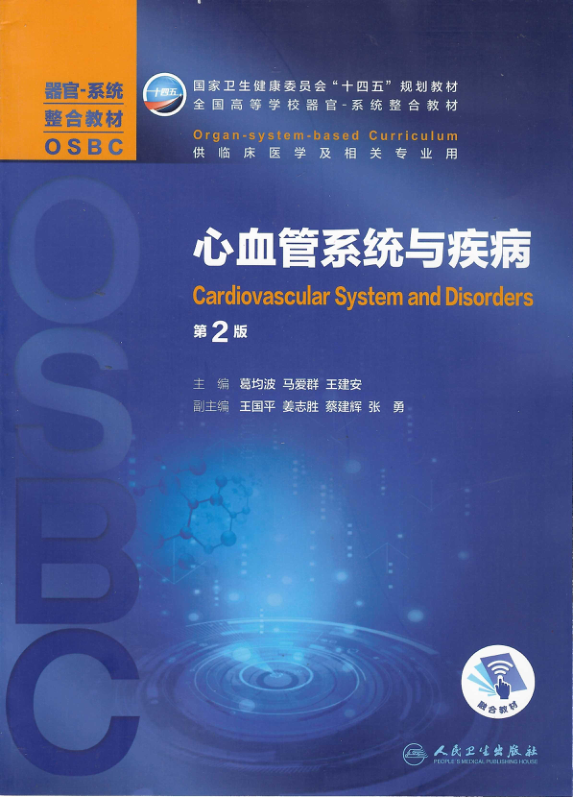 器官-系统
整合教材
OSBC
十四五
国家卫生健康委员会“十四五”规划教材
全国高等学校器官-系统整合教材
Organ-system-based Curriculum
供临床医学及相关专业用
OSBC
心血管系统与疾病
Cardiovascular System and Disorders
第2版
主 编 葛均波 马爱群 王建安
副主编 王国平 姜志胜 蔡建辉 张 勇
融合教材
人民卫生出版社
PEOPLE'S MEDICAL PUBLISHING HOUSE